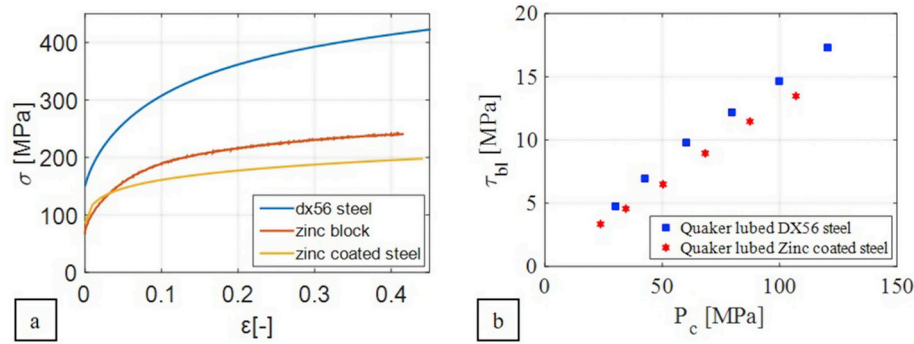 400
300
200
100
0
σ [MPa]
0
0.1
0.2
0.3
0.4
ε[-]
dx56 steel
zinc block
zinc coated steel
a
20
15
10
5
0
τbl [MPa]
0
50
100
150
Pc [MPa]
Quaker lubed DX56 steel
Quaker lubed Zinc coated steel
b